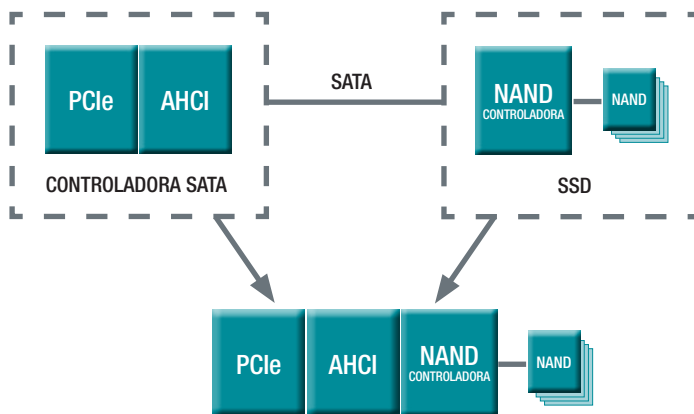 PCIe
AHCI
CONTROLADORA SATA
SATA
NAND
CONTROLADORA
NAND
SSD
PCIe
AHCI
NAND
CONTROLADORA
NAND